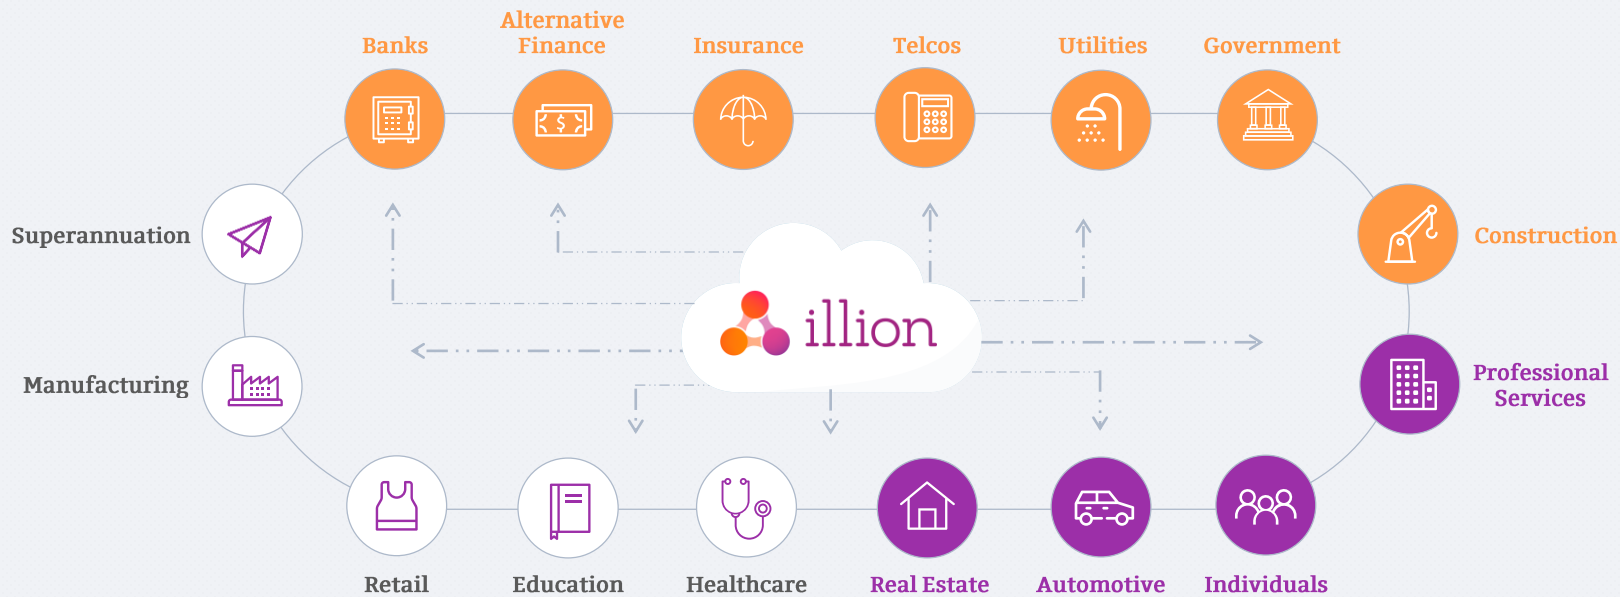 Alternative
Banks
Finance
Insurance
Telcos
Utilities
Government
Superannuation
Construction
illion
Manufacturing
Professional
Services
Retail
Education
Healthcare
Real Estate
Automotive
Individuals